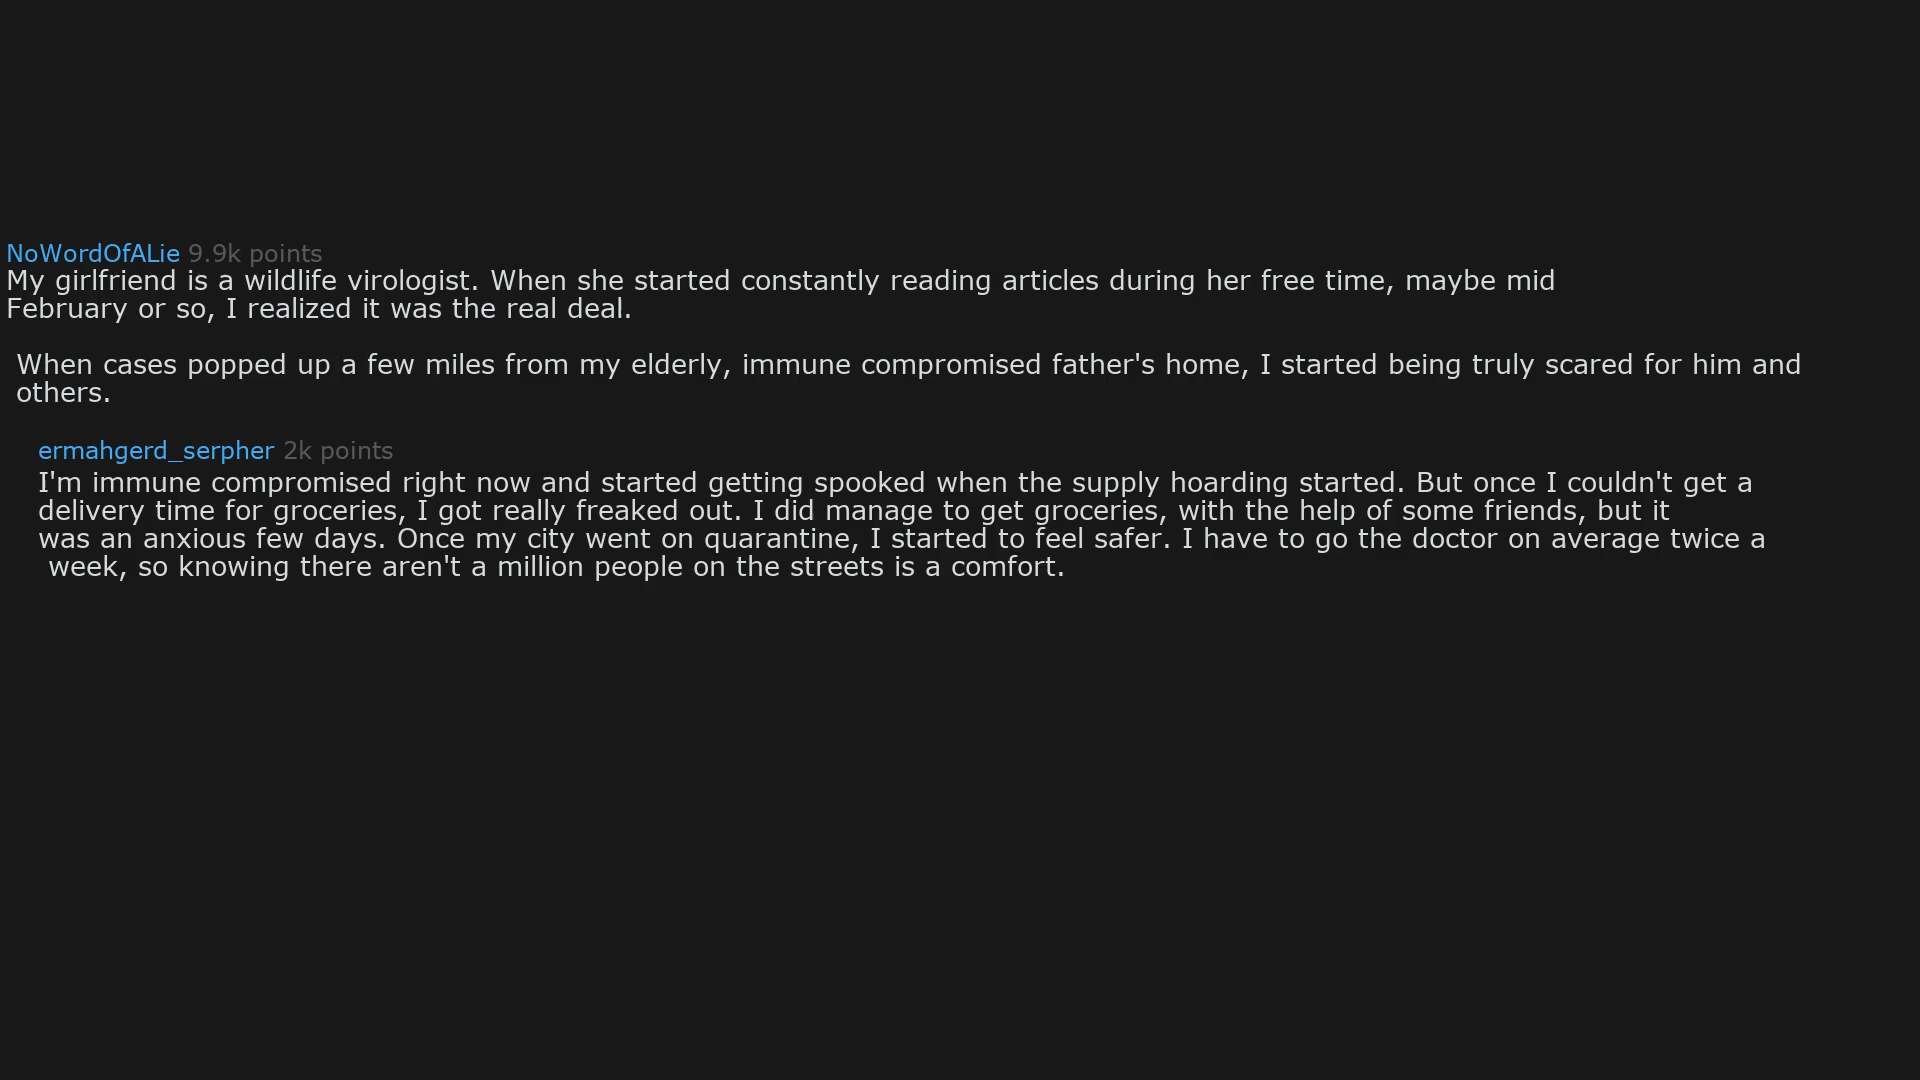 NoWordOfALie 9.9k points
My girlfriend is a wildlife virologist. When she started constantly reading articles during her free time, maybe mid
February or so, I realized it was the real deal.
When cases popped up a few miles from my elderly, immune compromised father's home, I started being truly scared for him and
others.
ermahgerd_serpher 2k points
I'm immune compromised right now and started getting spooked when the supply hoarding started. But once I couldn't get a
delivery time for groceries, I got really freaked out. I did manage to get groceries, with the help of some friends, but it
was an anxious few days. Once my city went on quarantine, I started to feel safer. I have to go the doctor on average twice a
week, so knowing there aren't a million people on the streets is a comfort.